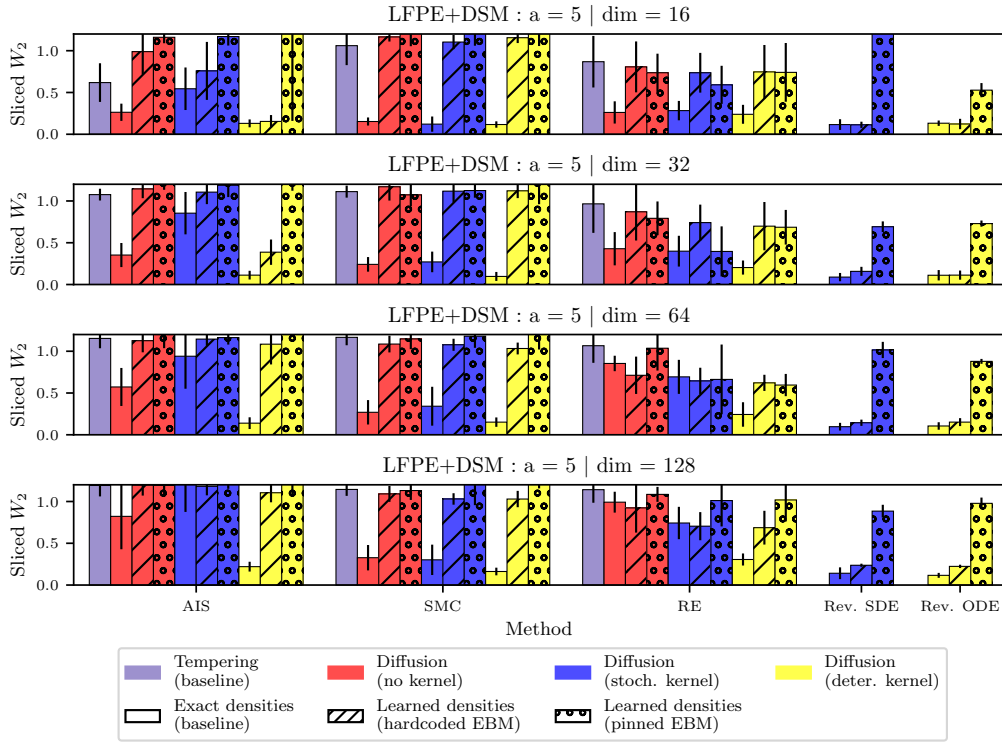 LFPE+DSM : a = 5 | dim = 16
Sliced W₂
1.0
0.5
0.0
LFPE+DSM : a = 5 | dim = 32
Sliced W₂
1.0
0.5
0.0
LFPE+DSM : a = 5 | dim = 64
Sliced W₂
1.0
0.5
0.0
LFPE+DSM : a = 5 | dim = 128
Sliced W₂
1.0
0.5
0.0
AIS SMC RE Rev. SDE Rev. ODE
Method
Tempering
(baseline)
Diffusion
(no kernel)
Diffusion
(stoch. kernel)
Diffusion
(deter. kernel)
Exact densities
(baseline)
Learned densities
(hardcoded EBM)
Learned densities
(pinned EBM)